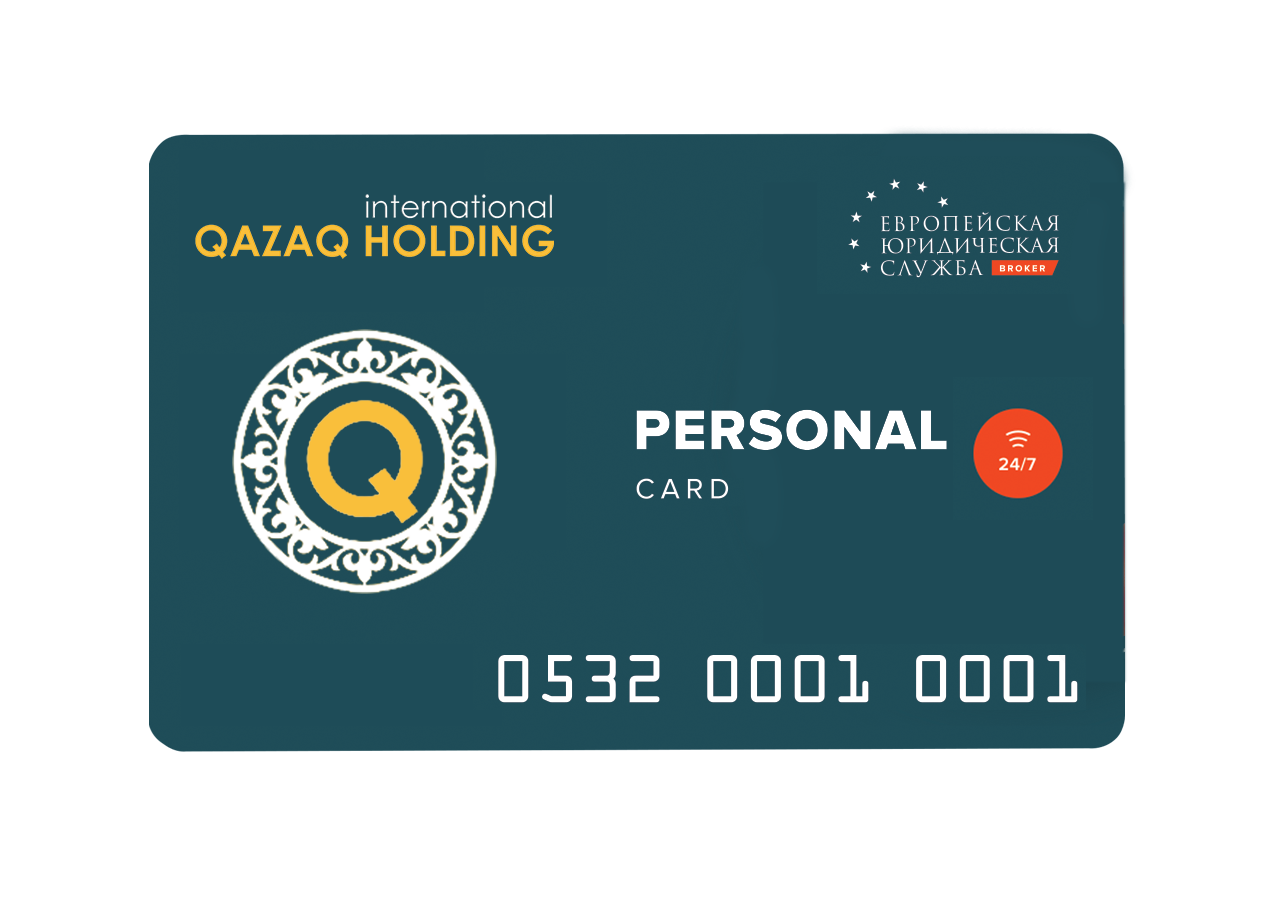 international
QAZAQ HOLDING
ЕВРОПЕЙСКАЯ
ЮРИДИЧЕСКАЯ
СЛУЖБА BROKER
Q
PERSONAL
CARD
24/7
0532 0001 0001